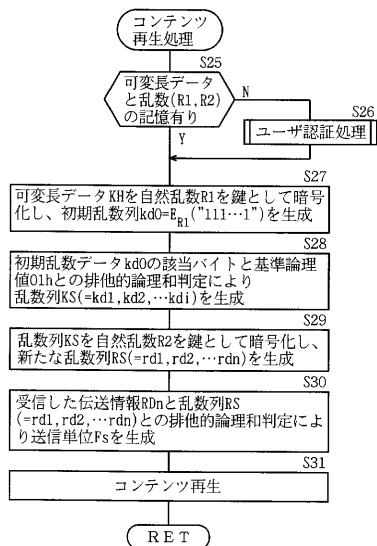 コンテンツ
再生処理
S25
可変長データ
と乱数(R1,R2)
の記憶有り
N
S26
ユーザ認証処理
Y
S27
可変長データKHを自然乱数R1を鍵として暗号
化し、初期乱数列kd0=ER1("111…1")を生成
S28
初期乱数データkd0の該当バイトと基準論理
値01hとの排他的論理和判定により
乱数列KS(=kd1,kd2,…kdi)を生成
S29
乱数列KSを自然乱数R2を鍵として暗号化し、
新たな乱数列RS(=rd1,rd2,…rdn)を生成
S30
受信した伝送情報RDnと乱数列RS
(=rd1,rd2,…rdn)との排他的論理和判定によ
り送信単位Fsを生成
S31
コンテンツ再生
RET